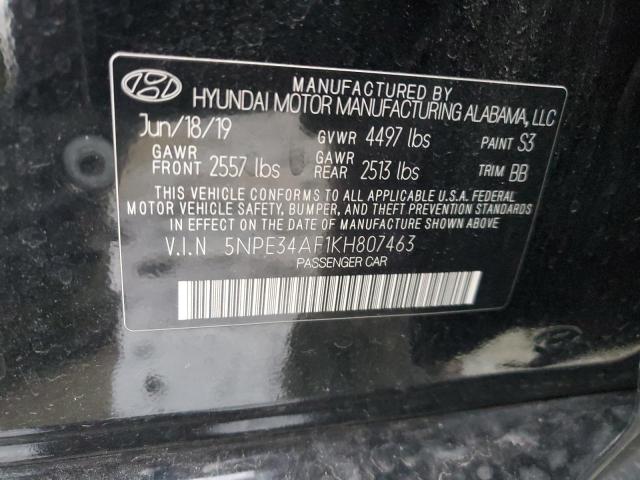 MANUFACTURED BY
HYUNDAI MOTOR MANUFACTURING ALABAMA, LLC
Jun/18/19 GVWR 4497 lbs PAINT S3
GAWR FRONT 2557 lbs GAWR REAR 2513 lbs TRIM BB
THIS VEHICLE CONFORMS TO ALL APPLICABLE U.S.A. FEDERAL
MOTOR VEHICLE SAFETY, BUMPER, AND THEFT PREVENTION STANDARDS
IN EFFECT ON THE DATE OF MANUFACTURE SHOWN ABOVE.
V.I.N 5NPE34AF1KH807463
PASSENGER CAR